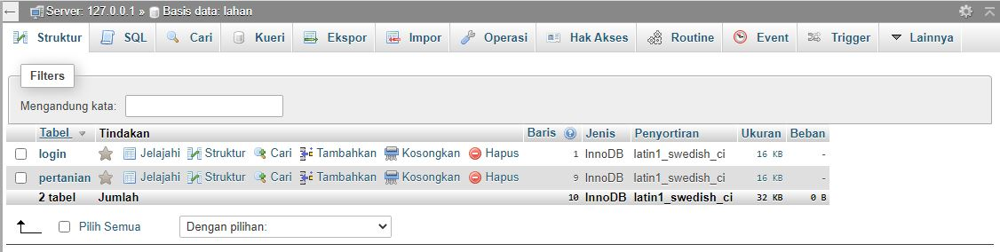 Server: 127.0.0.1 » Basis data: lahan
Struktur SQL Cari Kueri Ekspor Impor Operasi Hak Akses Routine Event Trigger Lainnya
Filters
Mengandung kata:
Tabel Tindakan Baris Jenis Penyortiran Ukuran Beban
login Jelajahi Struktur Cari Tambahkan Kosongkan Hapus 1 InnoDB latin1_swedish_ci 16 KB -
pertanian Jelajahi Struktur Cari Tambahkan Kosongkan Hapus 9 InnoDB latin1_swedish_ci 16 KB -
2 tabel Jumlah 10 InnoDB latin1_swedish_ci 32 KB 0 B
Pilih Semua Dengan pilihan: